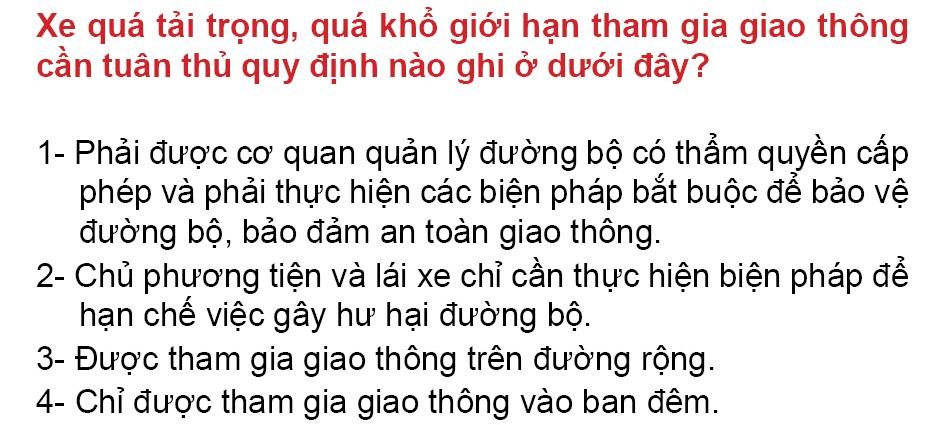 Xe quá tải trọng, quá khổ giới hạn tham gia giao thông
cần tuân thủ quy định nào ghi ở dưới đây?
1- Phải được cơ quan quản lý đường bộ có thẩm quyền cấp
phép và phải thực hiện các biện pháp bắt buộc để bảo vệ
đường bộ, bảo đảm an toàn giao thông.
2- Chủ phương tiện và lái xe chỉ cần thực hiện biện pháp để
hạn chế việc gây hư hại đường bộ.
3- Được tham gia giao thông trên đường rộng.
4- Chỉ được tham gia giao thông vào ban đêm.